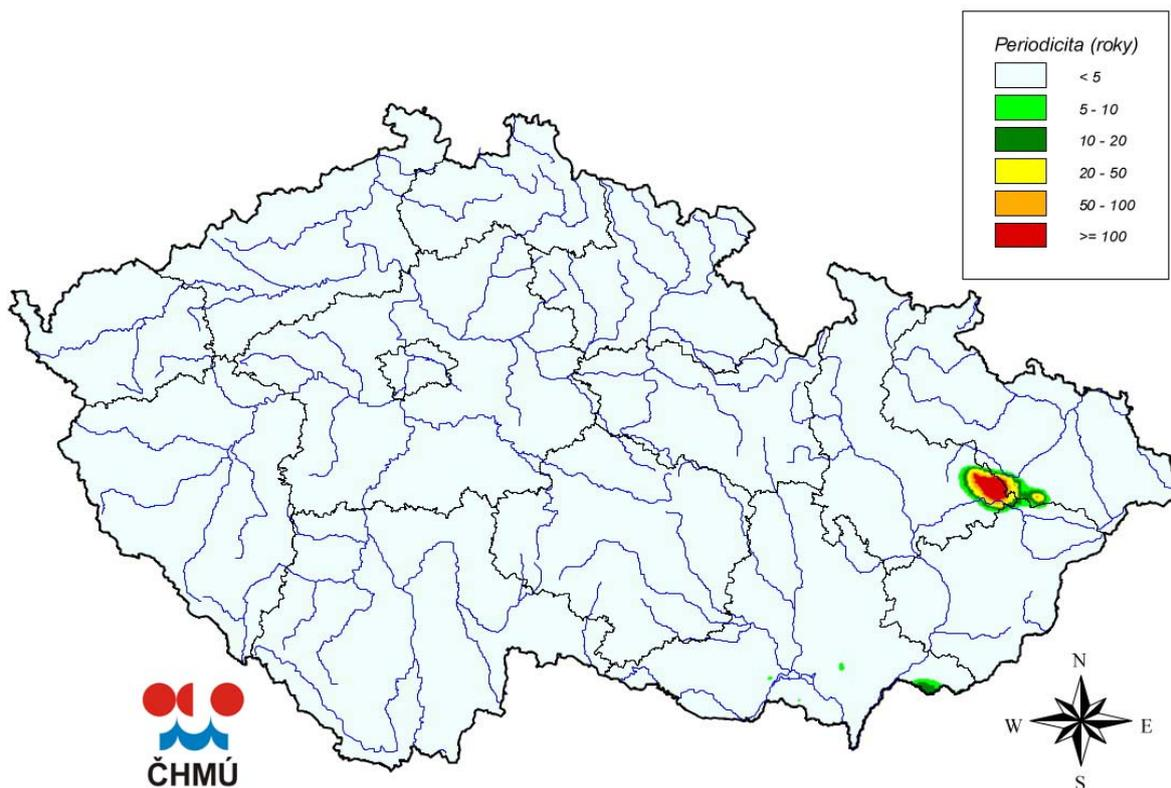 Periodicita (roky)
< 5
5 - 10
10 - 20
20 - 50
50 - 100
>= 100
N
W E
S
ČHMÚ